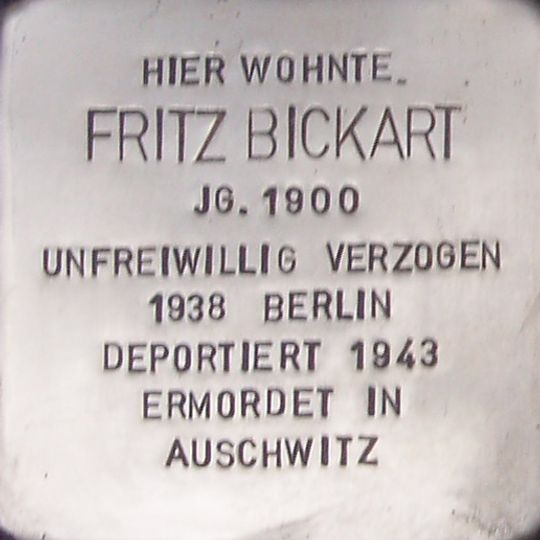 HIER WOHNTE
FRITZ BICKART
JG. 1900
UNFREIWILLIG VERZOGEN
1938 BERLIN
DEPORTIERT 1943
ERMORDET IN
AUSCHWITZ